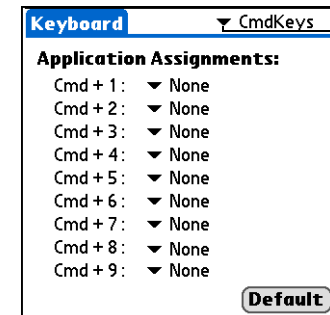 Keyboard CmdKeys
Application Assignments:
Cmd + 1: None
Cmd + 2: None
Cmd + 3: None
Cmd + 4: None
Cmd + 5: None
Cmd + 6: None
Cmd + 7: None
Cmd + 8: None
Cmd + 9: None
Default